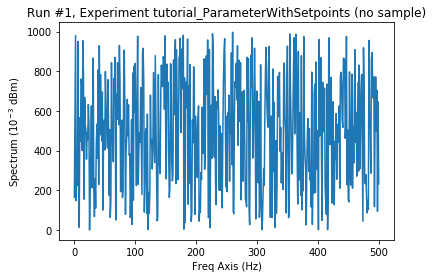 Run #1, Experiment tutorial_ParameterWithSetpoints (no sample)
1000
800
600
400
200
0
Spectrum (10⁻³ dBm)
0 100 200 300 400 500
Freq Axis (Hz)